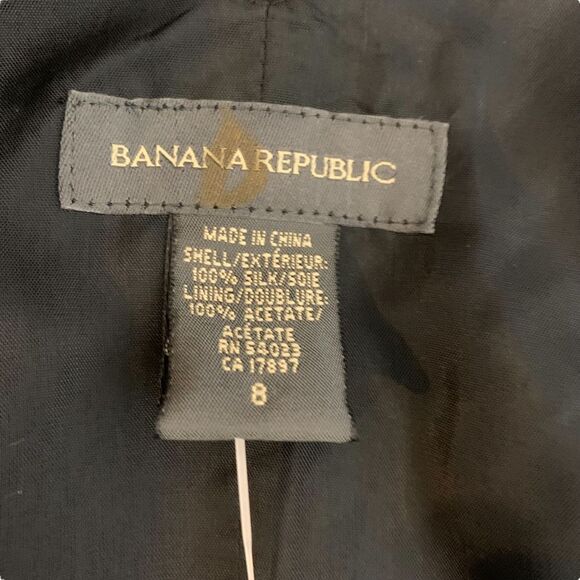 BANANA REPUBLIC
MADE IN CHINA
SHELL/EXTÉRIEUR:
100% SILK/SOIE
LINING/DOUBLURE:
100% ACETATE/
ACÉTATE
RN 54023
CA 17897
8